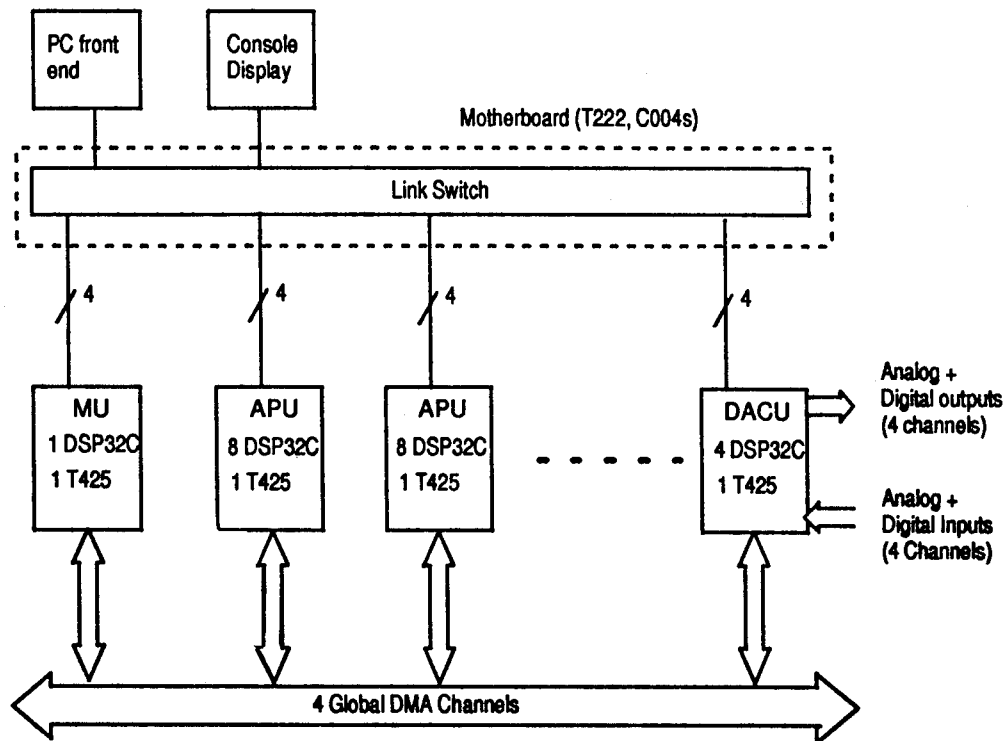 PC front
end
Console
Display
Motherboard (T222, C004s)
Link Switch
4
4
4
4
MU
1 DSP32C
1 T425
APU
8 DSP32C
1 T425
APU
8 DSP32C
1 T425
DACU
4 DSP32C
1 T425
Analog +
Digital outputs
(4 channels)
Analog +
Digital Inputs
(4 Channels)
4 Global DMA Channels